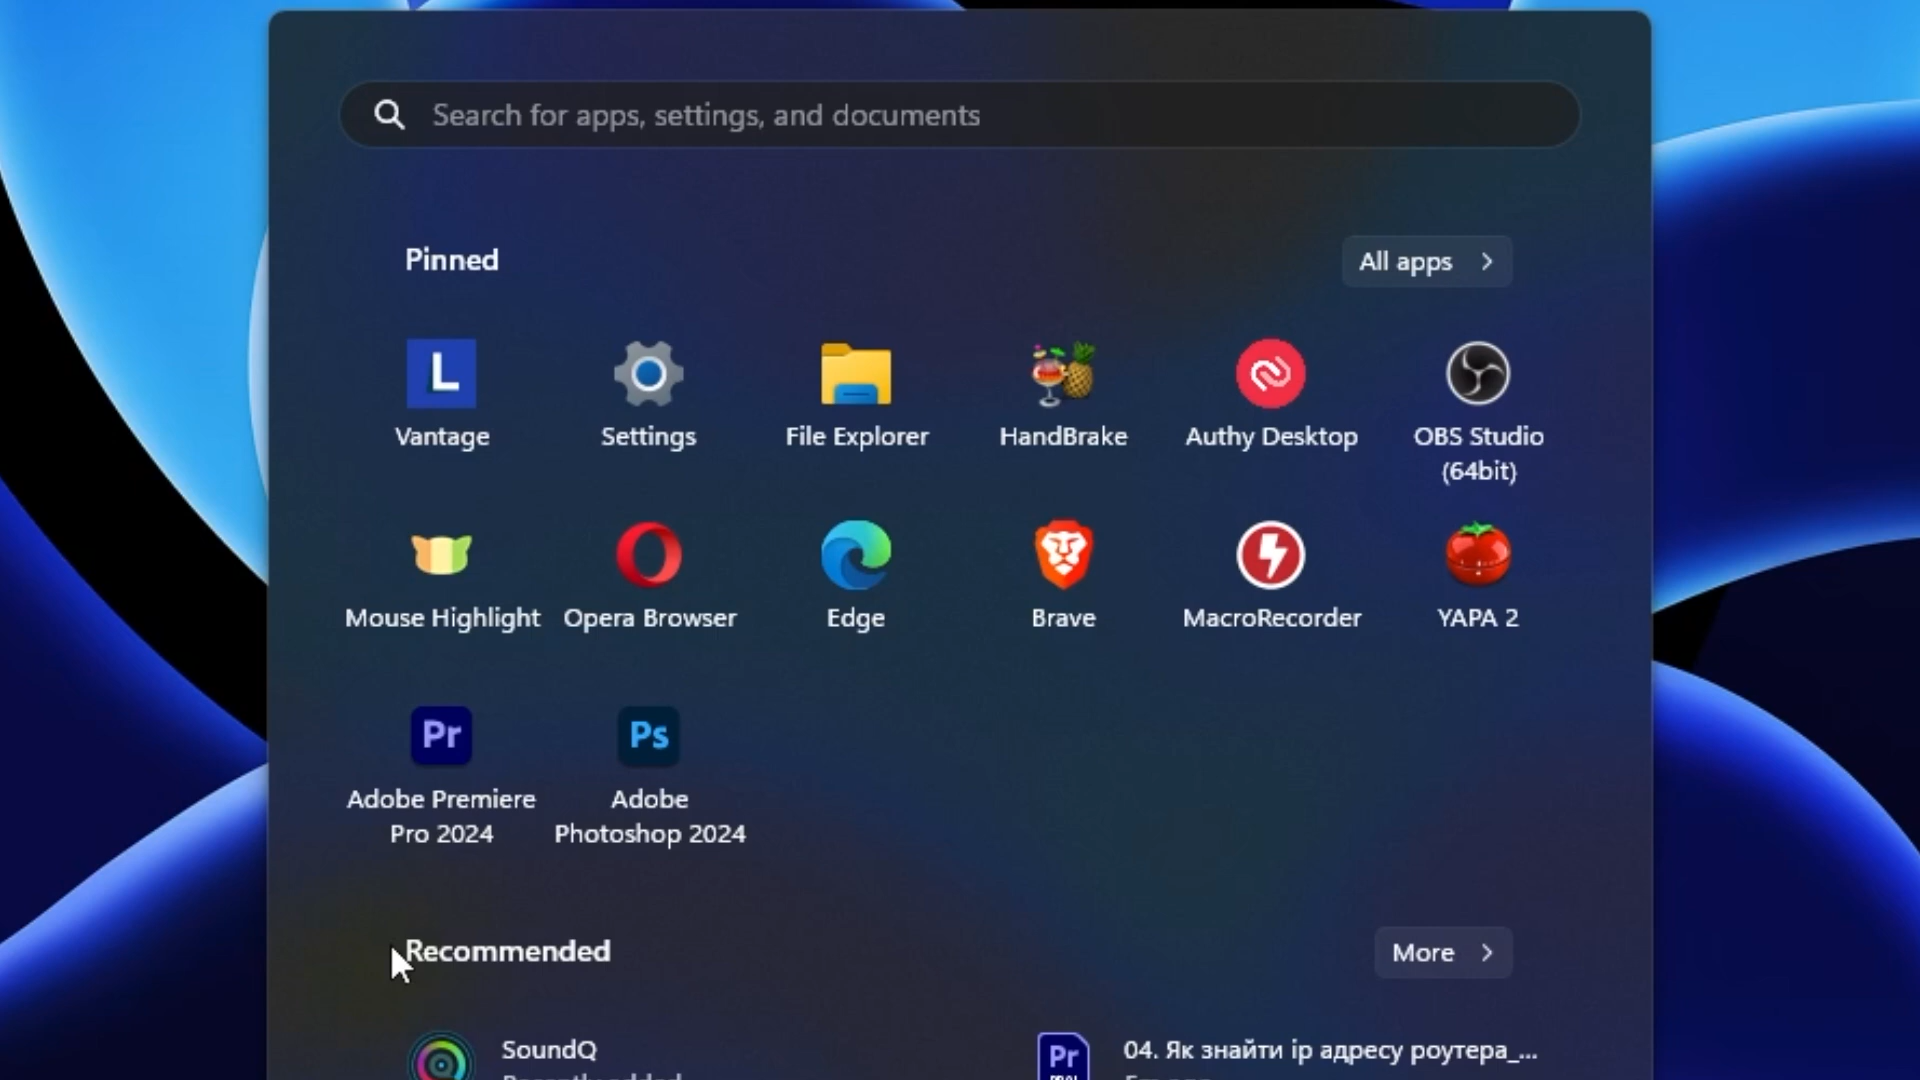 Search for apps, settings, and documents
Pinned
All apps
L
Vantage
Settings
File Explorer
HandBrake
Authy Desktop
OBS Studio
(64bit)
Mouse Highlight
Opera Browser
Edge
Brave
MacroRecorder
YAPA 2
Pr
Adobe Premiere
Pro 2024
Ps
Adobe
Photoshop 2024
Recommended
More
SoundQ
Pr
04. Як знайти ip адресу роутера_...